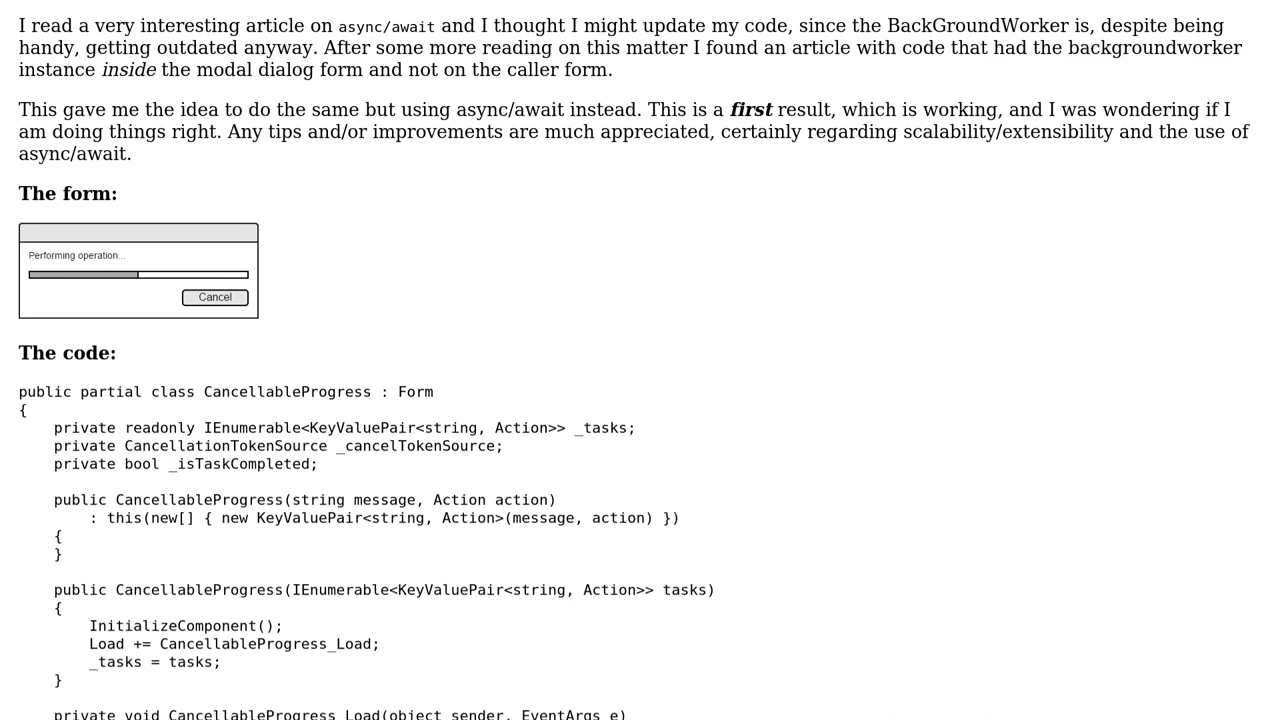 I read a very interesting article on async/await and I thought I might update my code, since the BackGroundWorker is, despite being
handy, getting outdated anyway. After some more reading on this matter I found an article with code that had the backgroundworker
instance inside the modal dialog form and not on the caller form.
This gave me the idea to do the same but using async/await instead. This is a first result, which is working, and I was wondering if I
am doing things right. Any tips and/or improvements are much appreciated, certainly regarding scalability/extensibility and the use of
async/await.
The form:
Performing operation...
Cancel
The code:
public partial class CancellableProgress : Form
{
    private readonly IEnumerable<KeyValuePair<string, Action>> _tasks;
    private CancellationTokenSource _cancelTokenSource;
    private bool _isTaskCompleted;
    public CancellableProgress(string message, Action action)
        : this(new[] { new KeyValuePair<string, Action>(message, action) })
    {
    }
    public CancellableProgress(IEnumerable<KeyValuePair<string, Action>> tasks)
    {
        InitializeComponent();
        Load += CancellableProgress_Load;
        _tasks = tasks;
    }
    private void CancellableProgress_Load(object sender, EventArgs e)